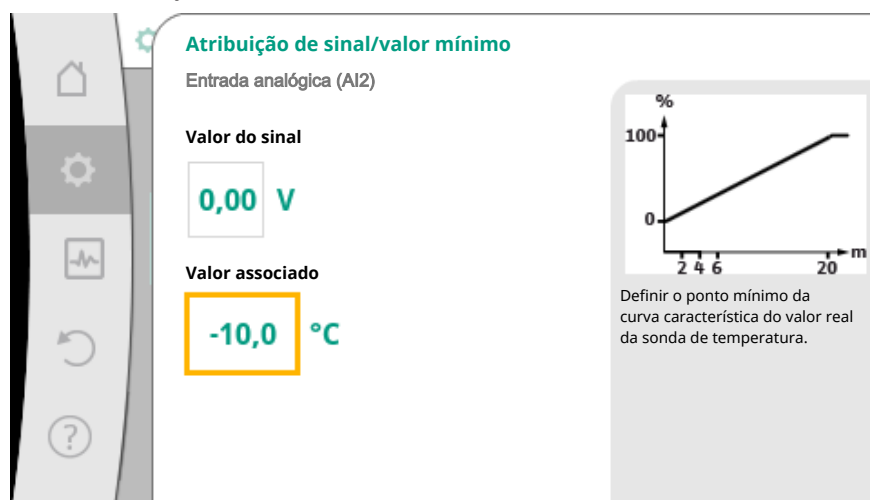 Atribuição de sinal/valor mínimo
Entrada analógica (AI2)
Valor do sinal
0,00 V
Valor associado
-10,0 °C
%
100
0
2 4 6 20 m
Definir o ponto mínimo da
curva característica do valor real
da sonda de temperatura.
?